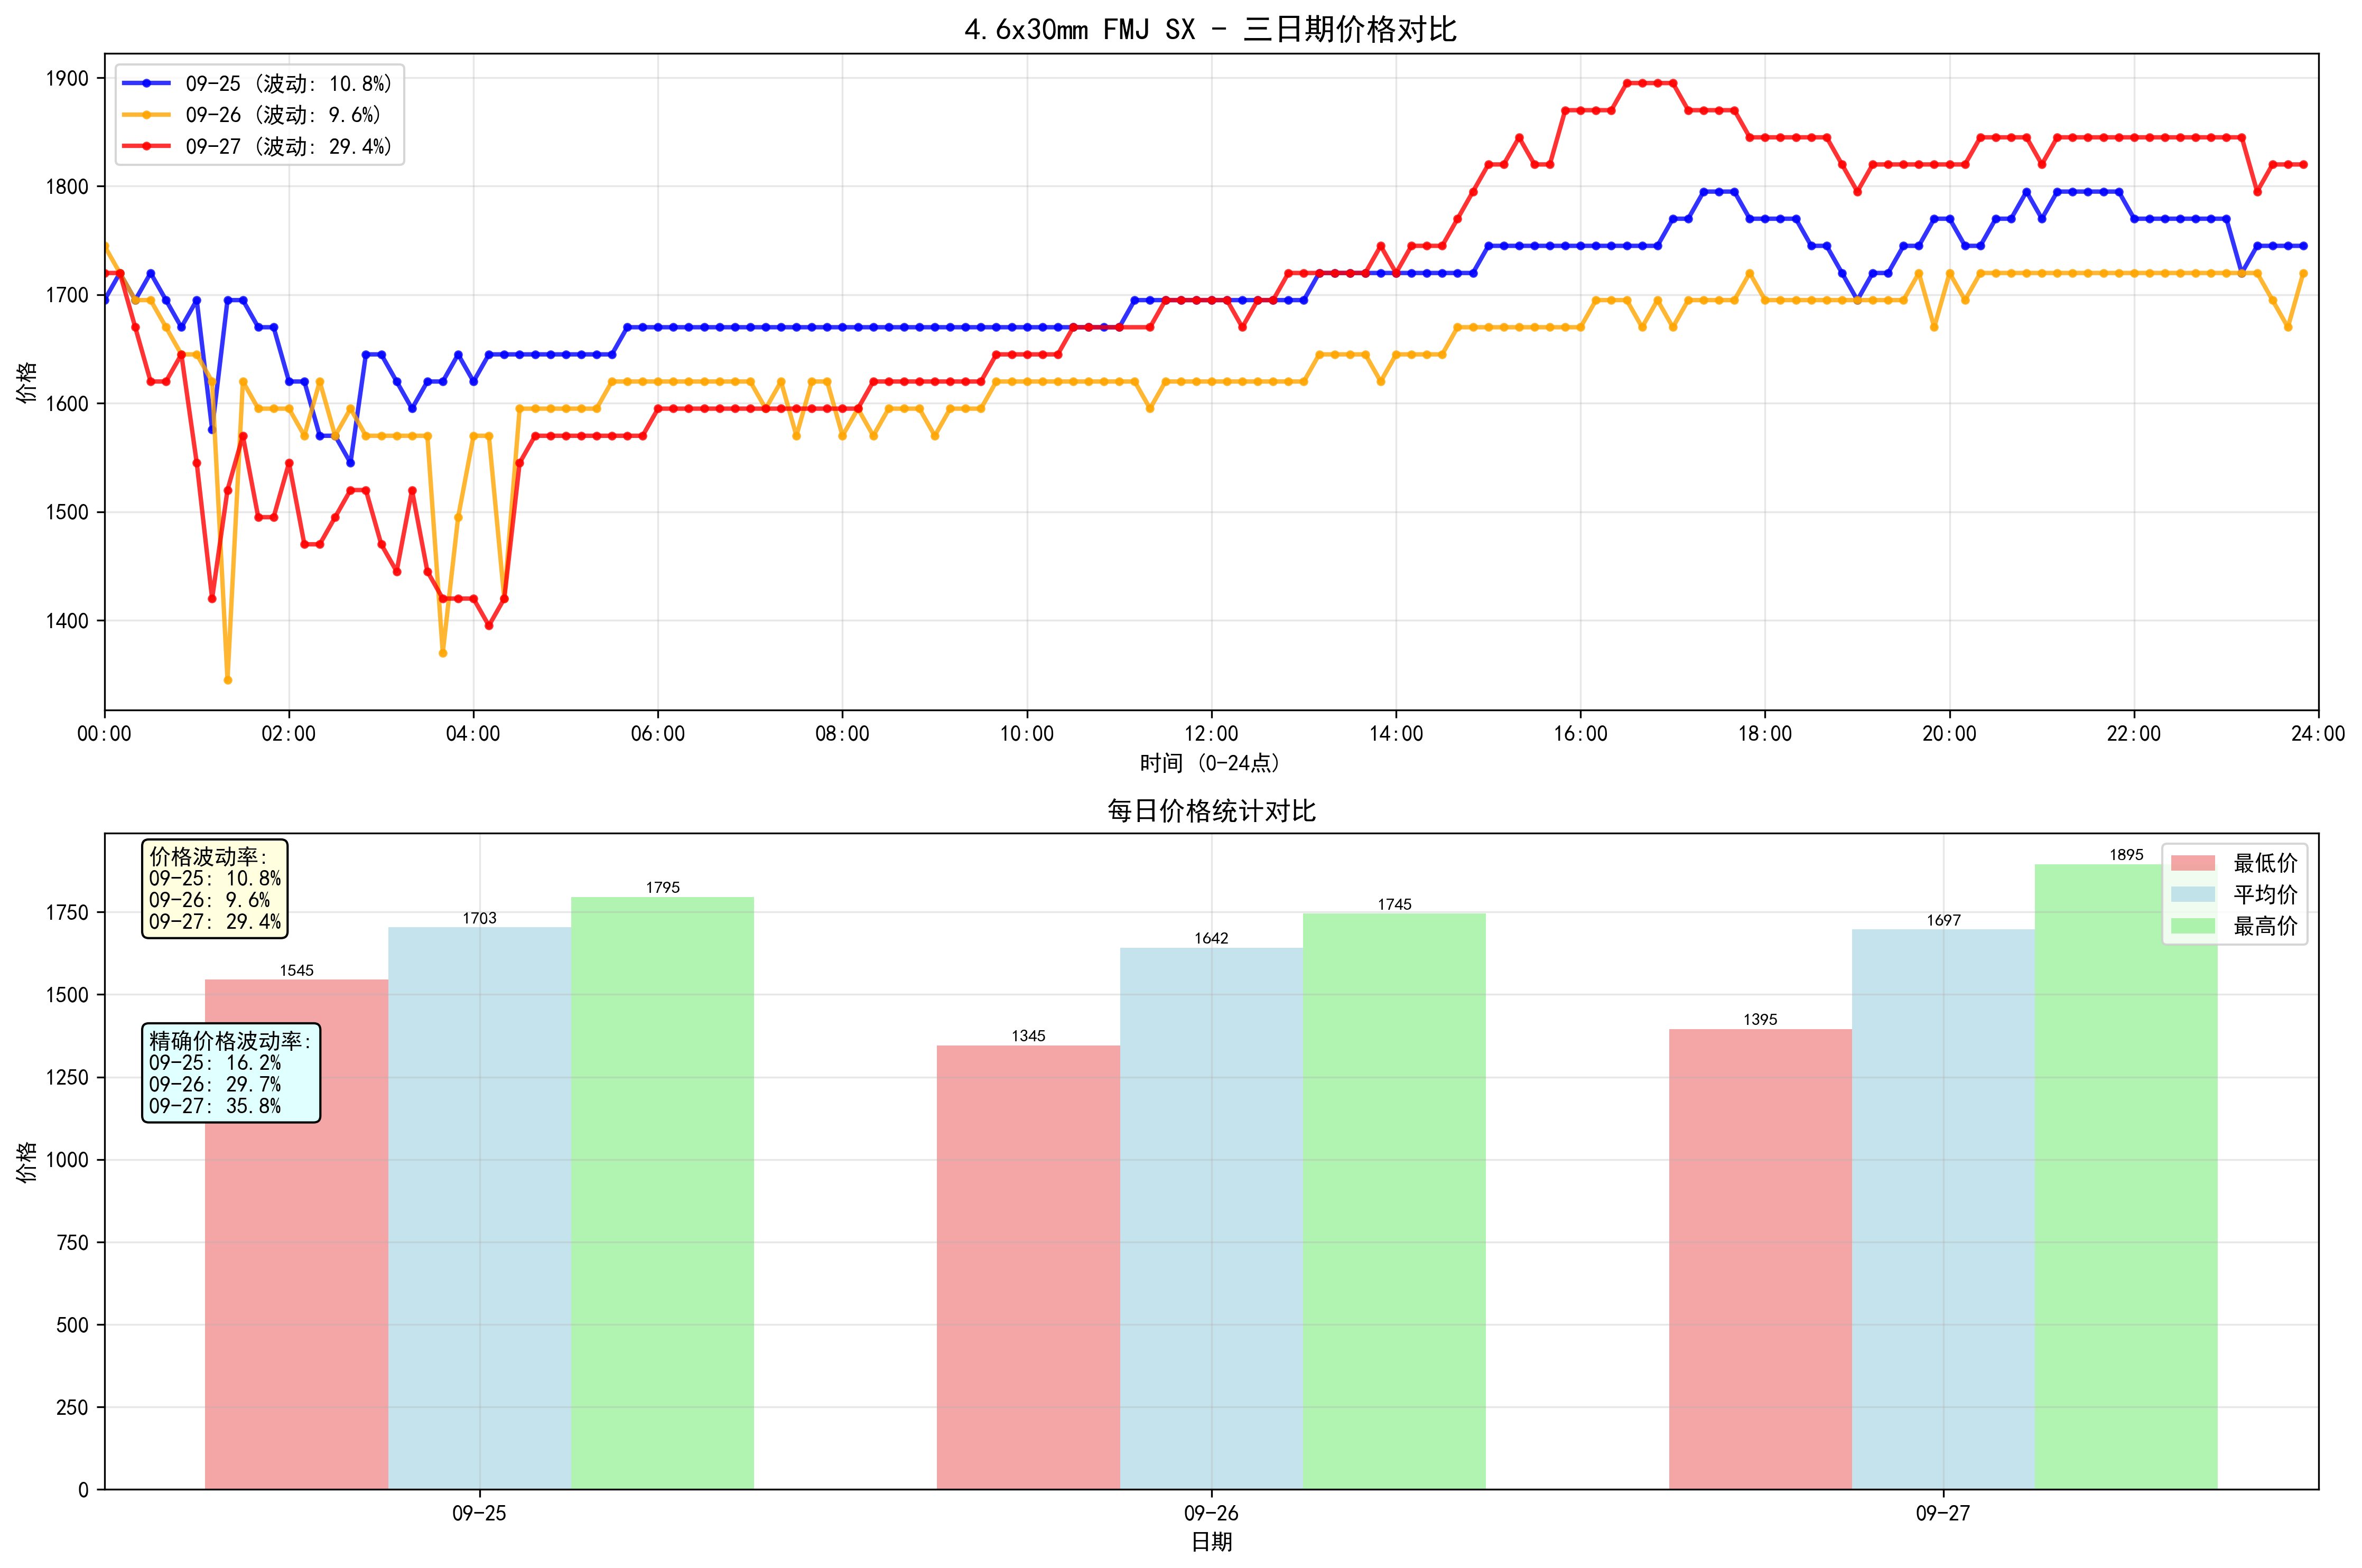 4.6x30mm FMJ SX - 三日期价格对比
09-25 (波动: 10.8%)
09-26 (波动: 9.6%)
09-27 (波动: 29.4%)
价格
1900
1800
1700
1600
1500
1400
00:00 02:00 04:00 06:00 08:00 10:00 12:00 14:00 16:00 18:00 20:00 22:00 24:00
时间 (0-24点)
每日价格统计对比
价格波动率:
09-25: 10.8%
09-26: 9.6%
09-27: 29.4%
精确价格波动率:
09-25: 16.2%
09-26: 29.7%
09-27: 35.8%
最低价
平均价
最高价
1545 1703 1795
1345 1642 1745
1395 1697 1895
价格
1750
1500
1250
1000
750
500
250
0
09-25 09-26 09-27
日期